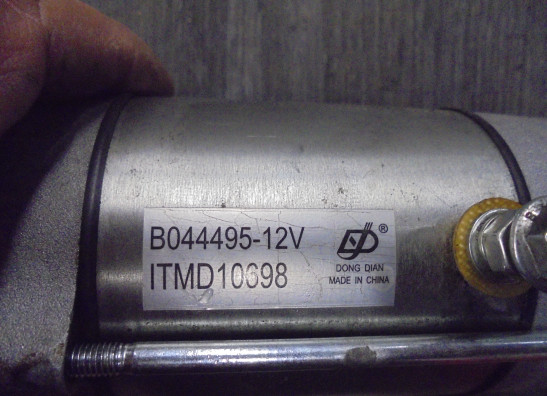 B044495-12V
ITMD10698
®
DONG DIAN
MADE IN CHINA